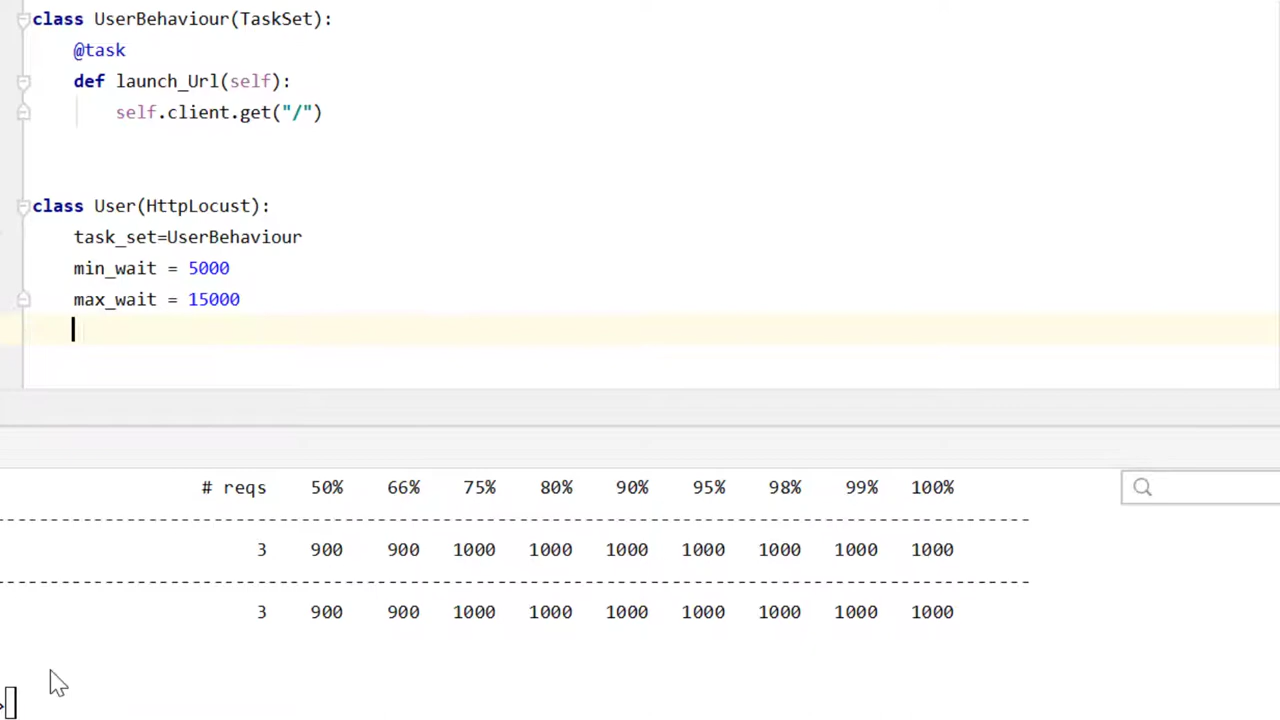 class UserBehaviour(TaskSet):
@task
def launch_Url(self):
self.client.get("/")
class User(HttpLocust):
task_set=UserBehaviour
min_wait = 5000
max_wait = 15000
# reqs 50% 66% 75% 80% 90% 95% 98% 99% 100%
--------------------------------------------------------------------------------
3 900 900 1000 1000 1000 1000 1000 1000 1000
--------------------------------------------------------------------------------
3 900 900 1000 1000 1000 1000 1000 1000 1000
>